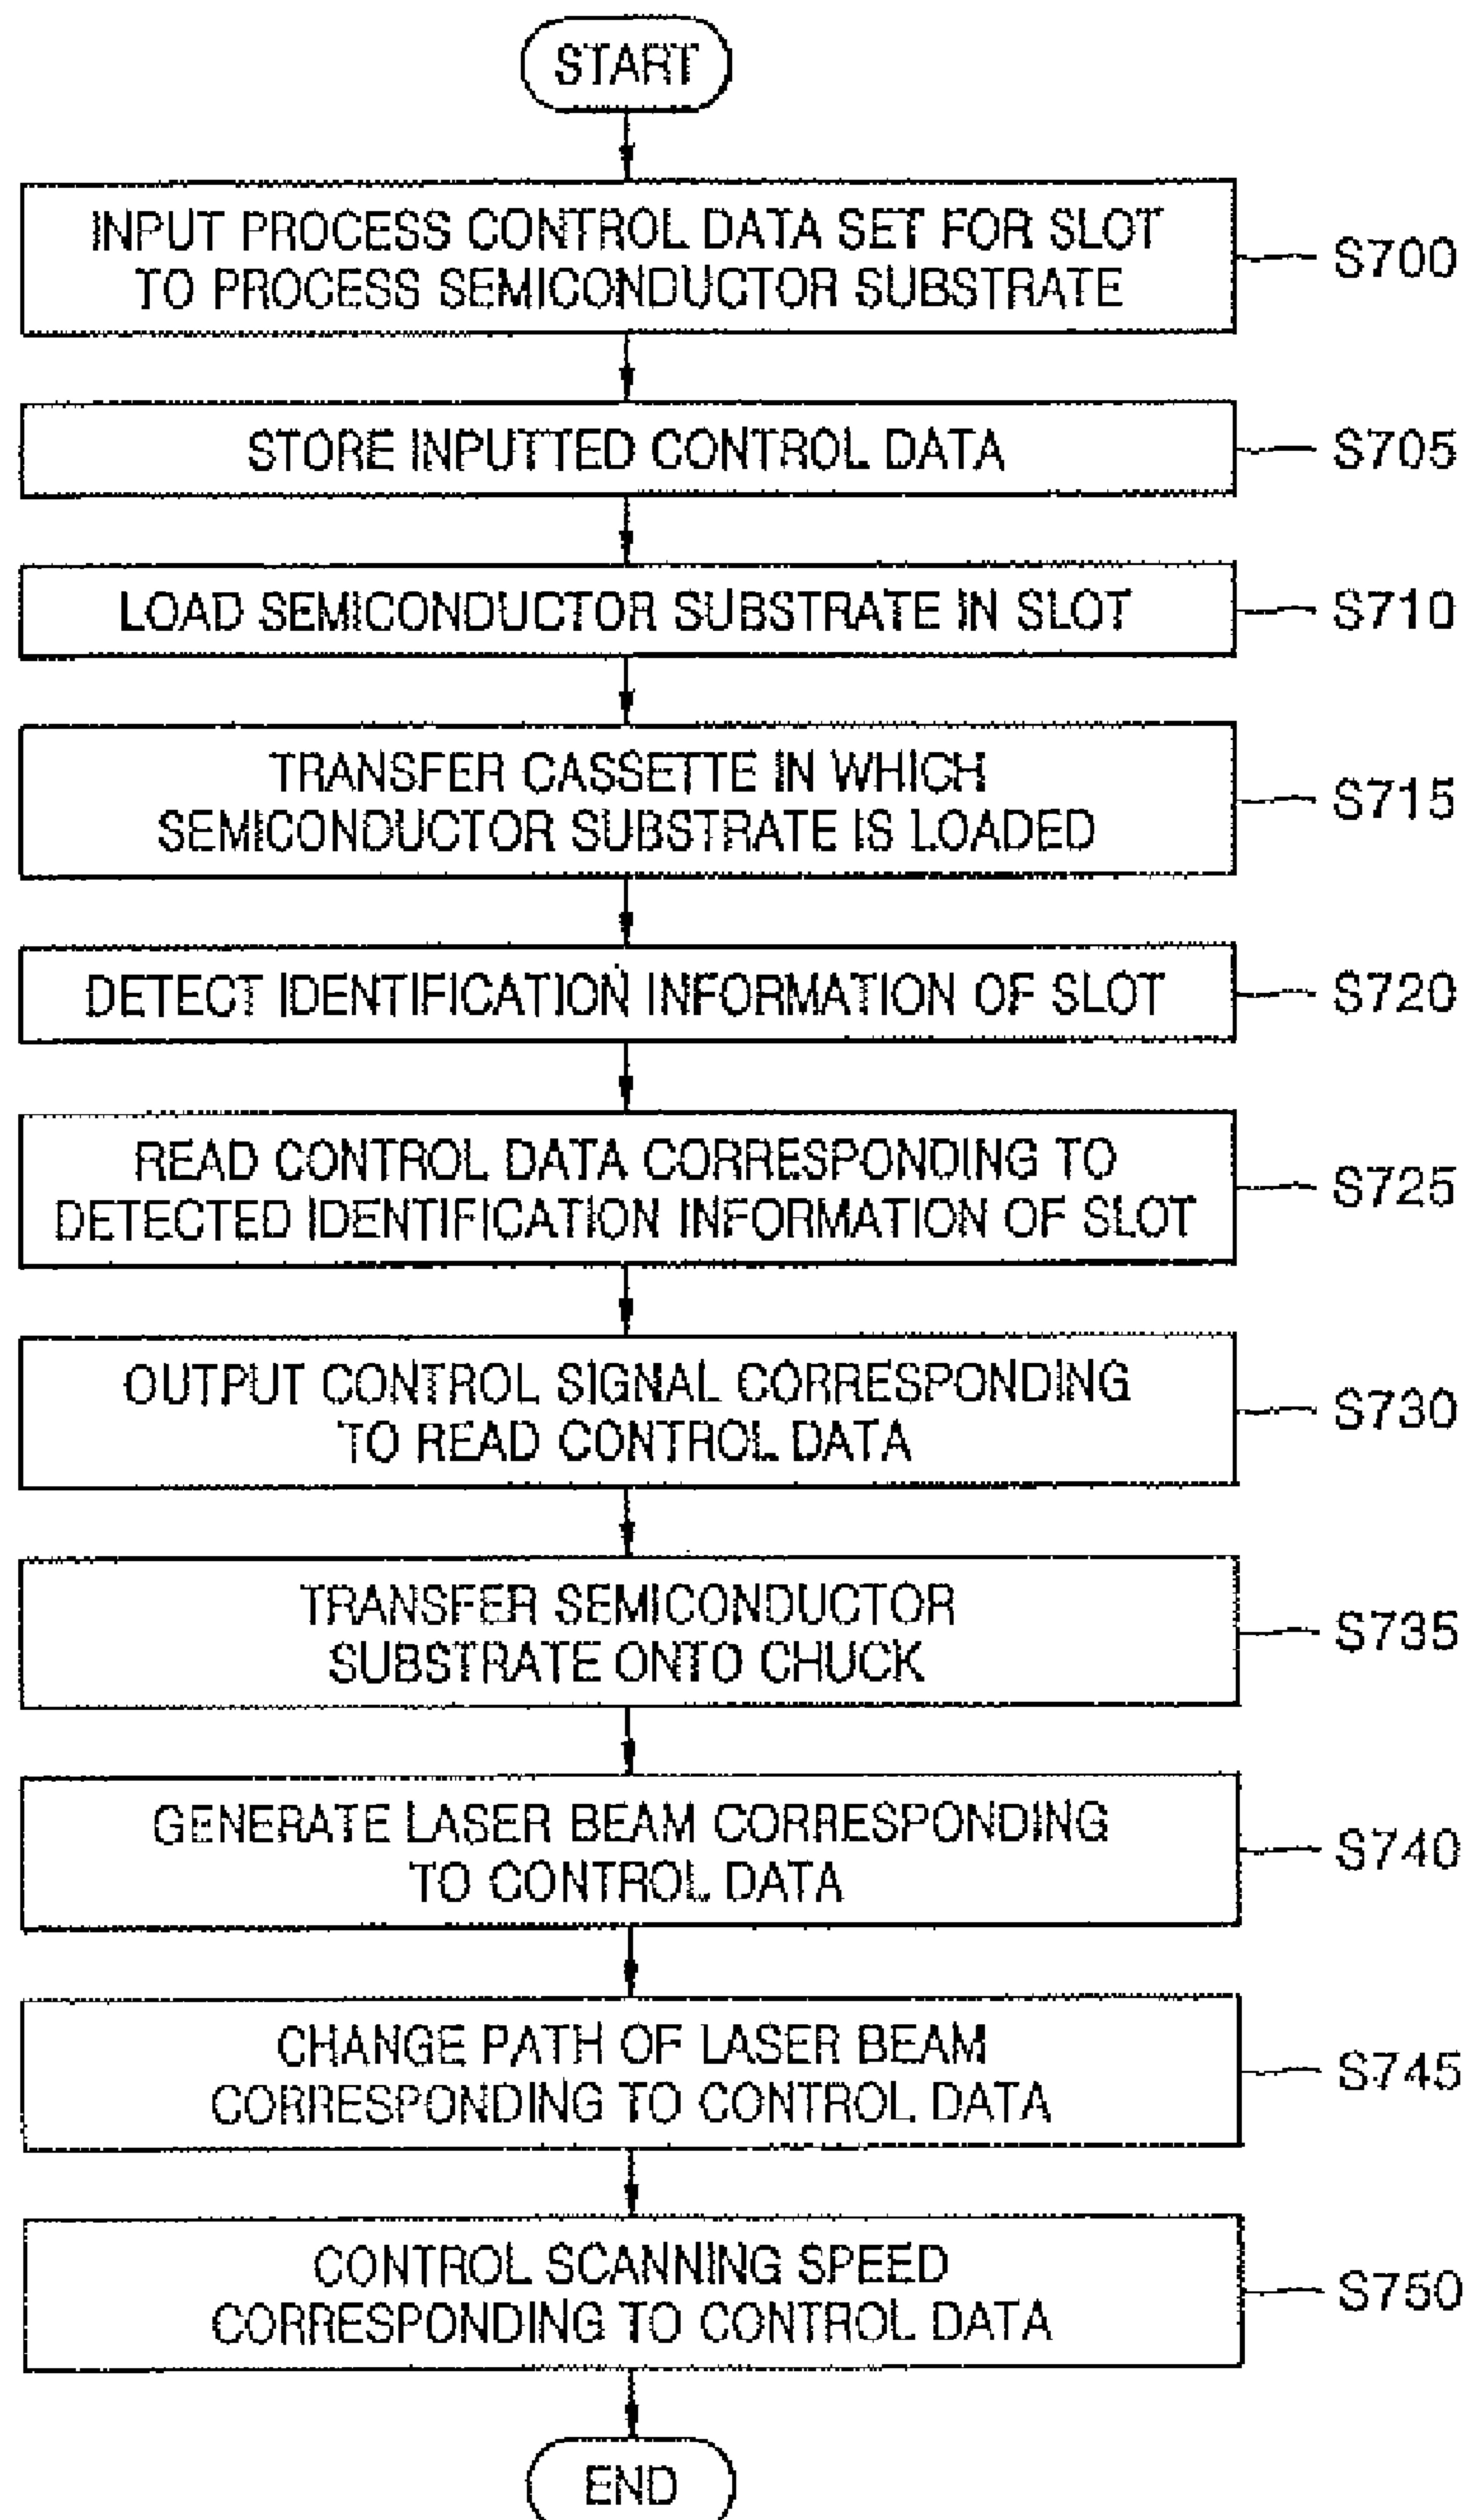 START
INPUT PROCESS CONTROL DATA SET FOR SLOT
TO PROCESS SEMICONDUCTOR SUBSTRATE
S700
STORE INPUTTED CONTROL DATA
S705
LOAD SEMICONDUCTOR SUBSTRATE IN SLOT
S710
TRANSFER CASSETTE IN WHICH
SEMICONDUCTOR SUBSTRATE IS LOADED
S715
DETECT IDENTIFICATION INFORMATION OF SLOT
S720
READ CONTROL DATA CORRESPONDING TO
DETECTED IDENTIFICATION INFORMATION OF SLOT
S725
OUTPUT CONTROL SIGNAL CORRESPONDING
TO READ CONTROL DATA
S730
TRANSFER SEMICONDUCTOR
SUBSTRATE ONTO CHUCK
S735
GENERATE LASER BEAM CORRESPONDING
TO CONTROL DATA
S740
CHANGE PATH OF LASER BEAM
CORRESPONDING TO CONTROL DATA
S745
CONTROL SCANNING SPEED
CORRESPONDING TO CONTROL DATA
S750
END